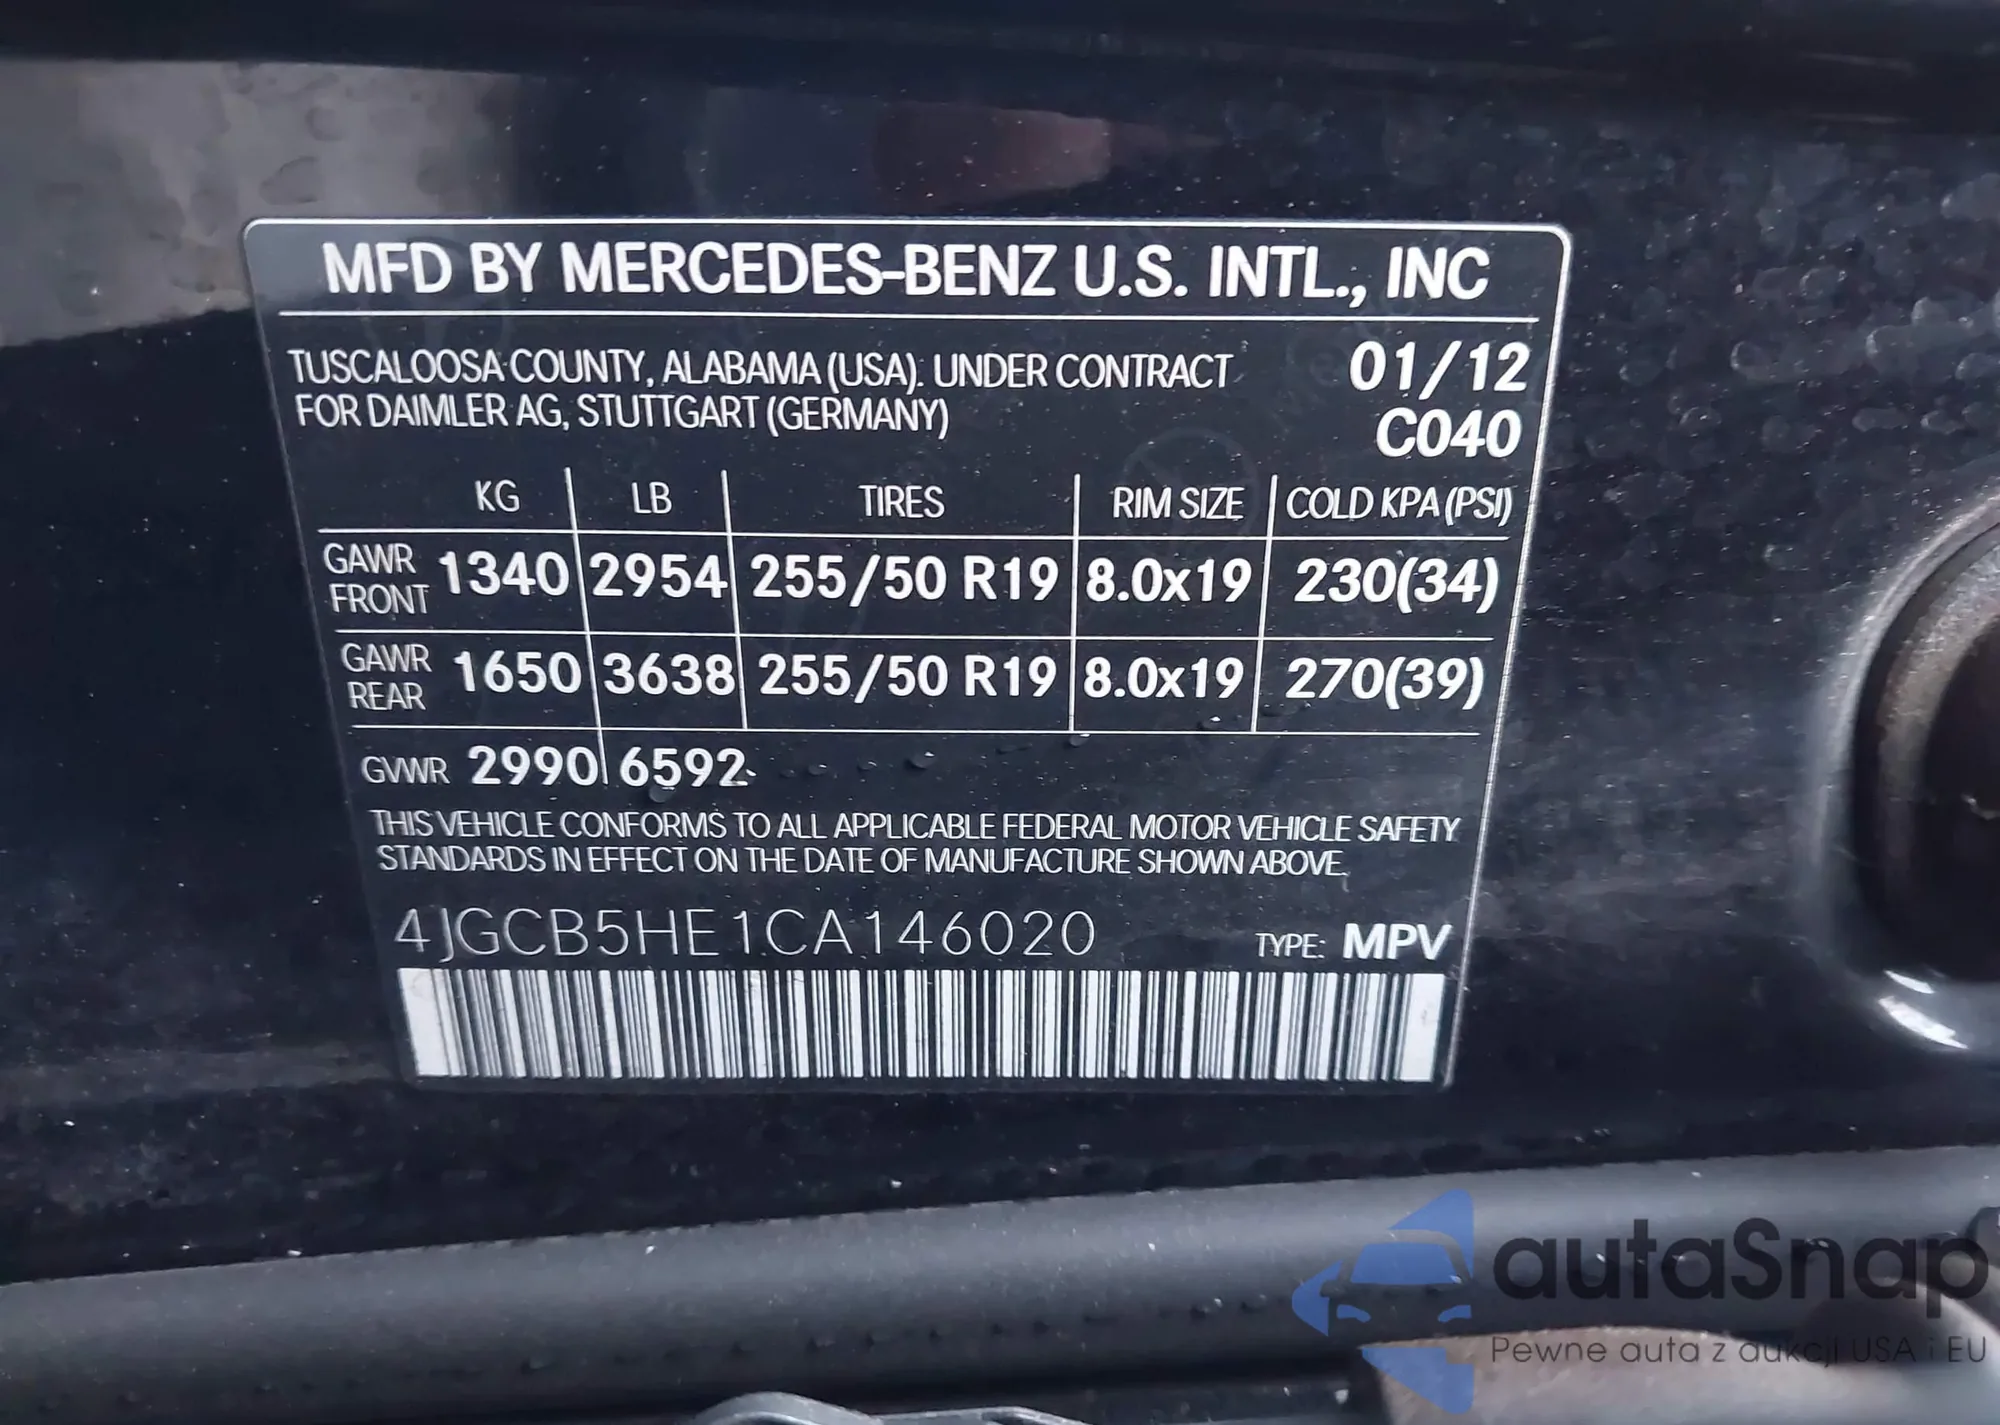 MFD BY MERCEDES-BENZ U.S. INTL., INC
TUSCALOOSA COUNTY, ALABAMA (USA). UNDER CONTRACT
FOR DAIMLER AG, STUTTGART (GERMANY)
01/12
C040
KG LB TIRES RIM SIZE COLD KPA (PSI)
GAWR FRONT 1340 2954 255/50 R19 8.0x19 230(34)
GAWR REAR 1650 3638 255/50 R19 8.0x19 270(39)
GVWR 2990 6592
THIS VEHICLE CONFORMS TO ALL APPLICABLE FEDERAL MOTOR VEHICLE SAFETY
STANDARDS IN EFFECT ON THE DATE OF MANUFACTURE SHOWN ABOVE.
4JGCB5HE1CA146020 TYPE: MPV
autaSnap
Pewne auta z aukcji USA i EU